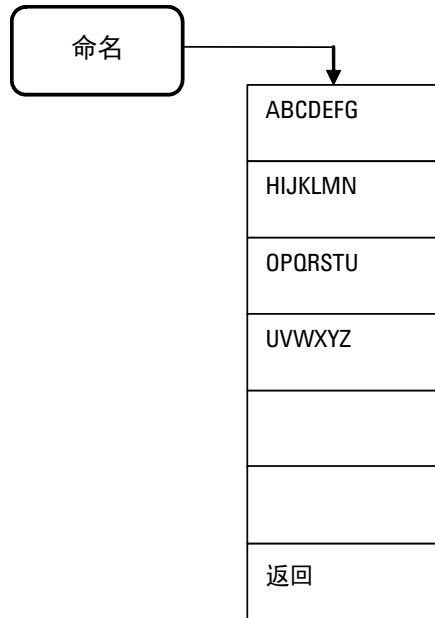 命名
ABCDEFG
HIJKLMN
OPQRSTU
UVWXYZ
返回